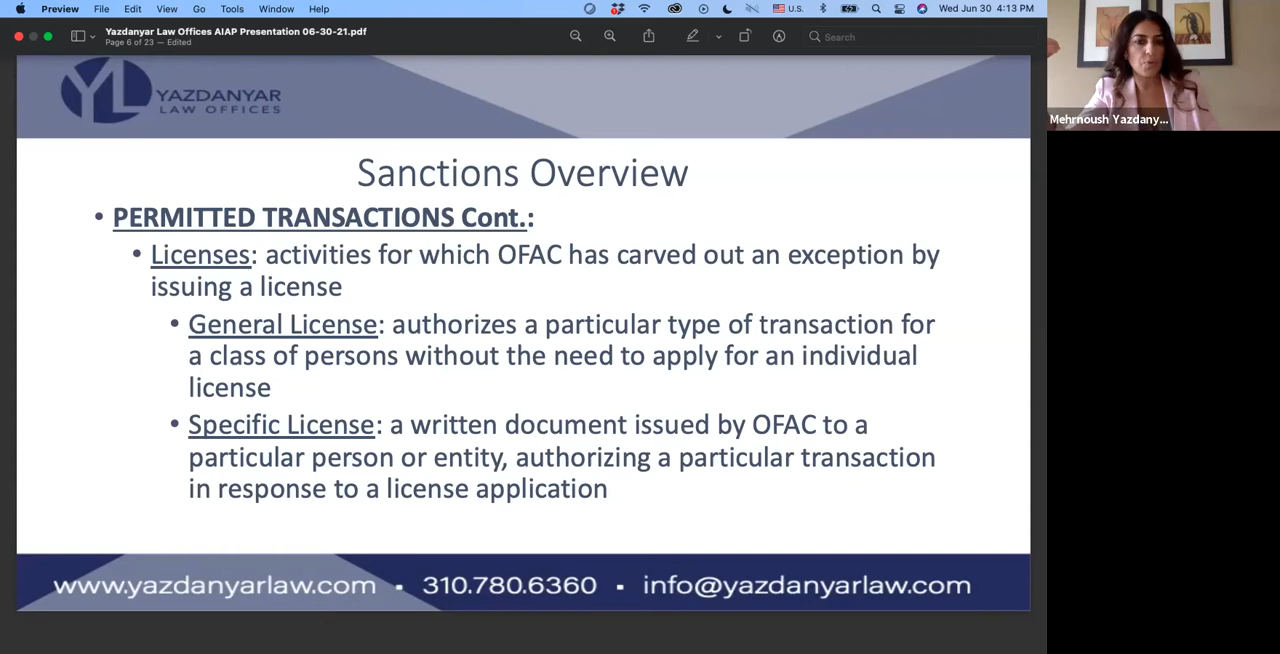 Preview File Edit View Go Tools Window Help U.S. Wed Jun 30 4:13 PM
Yazdanyar Law Offices AIAP Presentation 06-30-21.pdf
Page 6 of 23 — Edited
Search
YL YAZDANYAR
LAW OFFICES
Mehrnoush Yazdany...
Sanctions Overview
• PERMITTED TRANSACTIONS Cont.:
• Licenses: activities for which OFAC has carved out an exception by
issuing a license
• General License: authorizes a particular type of transaction for
a class of persons without the need to apply for an individual
license
• Specific License: a written document issued by OFAC to a
particular person or entity, authorizing a particular transaction
in response to a license application
www.yazdanyarlaw.com ▪ 310.780.6360 ▪ info@yazdanyarlaw.com